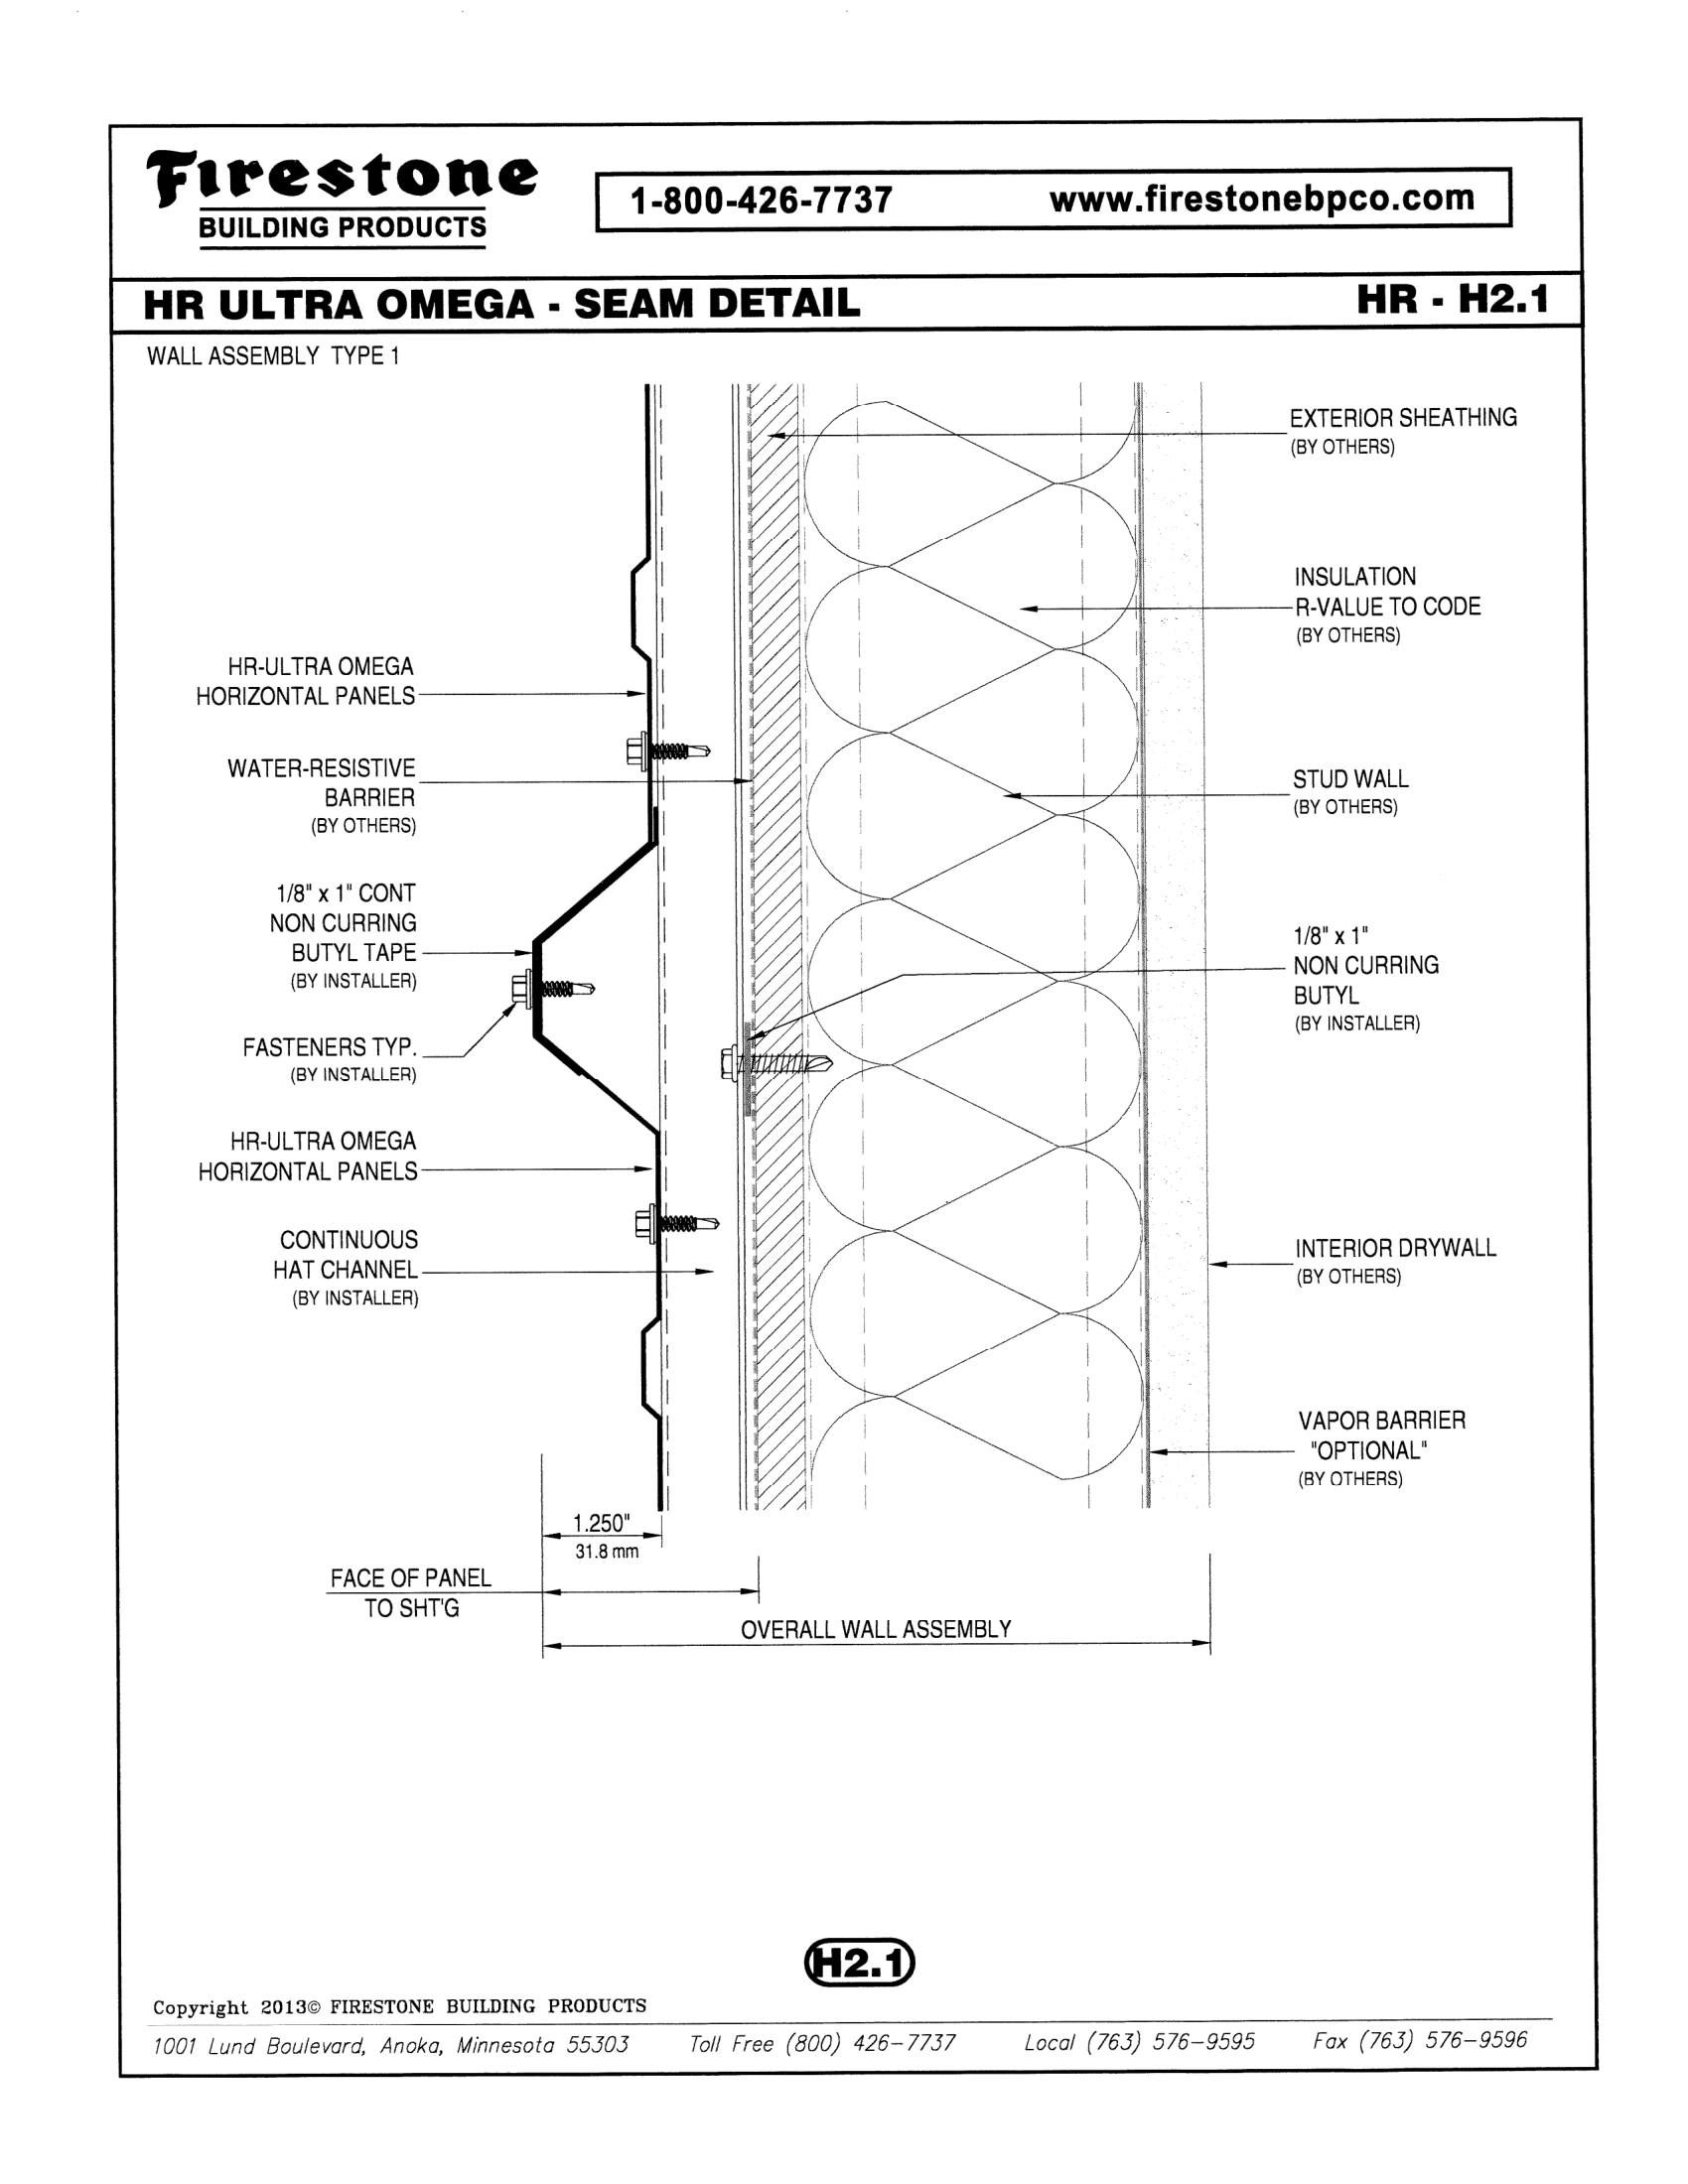 Firestone
BUILDING PRODUCTS
1-800-426-7737 www.firestonebpco.com
HR ULTRA OMEGA - SEAM DETAIL HR - H2.1
WALL ASSEMBLY TYPE 1
HR-ULTRA OMEGA
HORIZONTAL PANELS
WATER-RESISTIVE
BARRIER
(BY OTHERS)
1/8" x 1" CONT
NON CURRING
BUTYL TAPE
(BY INSTALLER)
FASTENERS TYP.
(BY INSTALLER)
HR-ULTRA OMEGA
HORIZONTAL PANELS
CONTINUOUS
HAT CHANNEL
(BY INSTALLER)
EXTERIOR SHEATHING
(BY OTHERS)
INSULATION
R-VALUE TO CODE
(BY OTHERS)
STUD WALL
(BY OTHERS)
1/8" x 1"
NON CURRING
BUTYL
(BY INSTALLER)
INTERIOR DRYWALL
(BY OTHERS)
VAPOR BARRIER
"OPTIONAL"
(BY OTHERS)
1.250"
31.8 mm
FACE OF PANEL
TO SHT'G
OVERALL WALL ASSEMBLY
H2.1
Copyright 2013© FIRESTONE BUILDING PRODUCTS
1001 Lund Boulevard, Anoka, Minnesota 55303 Toll Free (800) 426-7737 Local (763) 576-9595 Fax (763) 576-9596